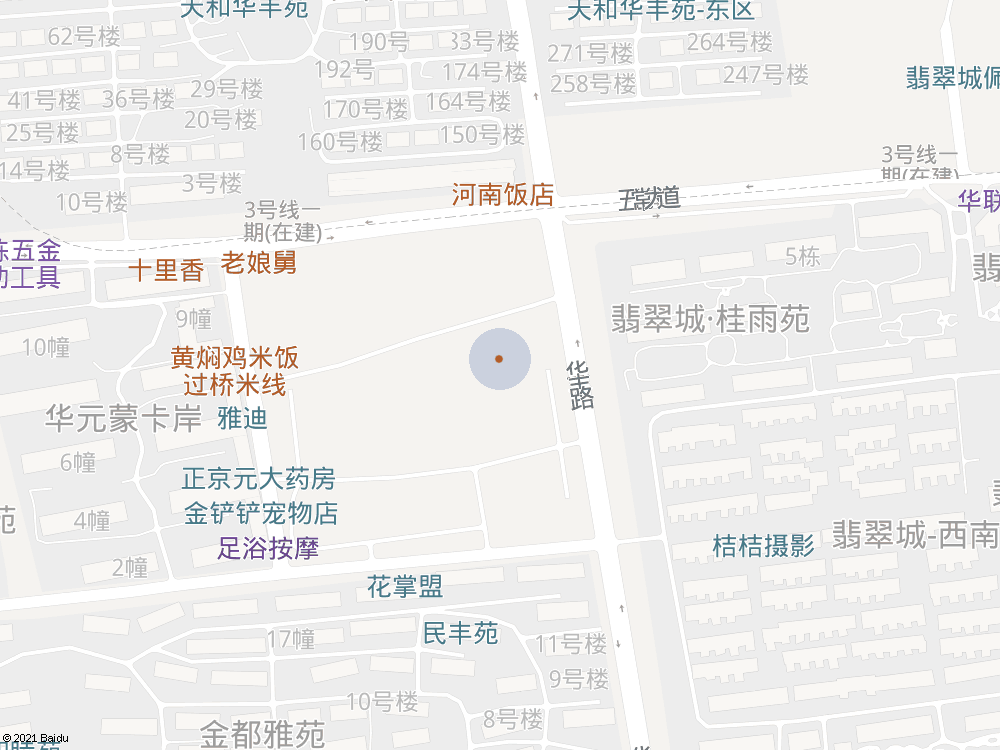 天和华丰苑
天和华丰苑-东区
62号楼
190号
83号楼
271号楼
264号楼
192号
174号楼
258号楼
247号楼
翡翠城佩
41号楼
36号楼
29号楼
170号楼
164号楼
25号楼
20号楼
160号楼
150号楼
14号楼
8号楼
3号线一
期(在建)
3号楼
10号楼
河南饭店
华联
3号线一
期(在建)
栋五金
助工具
十里香
老娘舅
5栋
翡
9幢
翡翠城·桂雨苑
10幢
黄焖鸡米饭
过桥米线
华
路
华元蒙卡岸
雅迪
6幢
正京元大药房
金铲铲宠物店
苑
4幢
足浴按摩
桔桔摄影
翡翠城-西南
2幢
花掌盟
民丰苑
17幢
11号楼
9号楼
10号楼
8号楼
金都雅苑
© 2021 Baidu